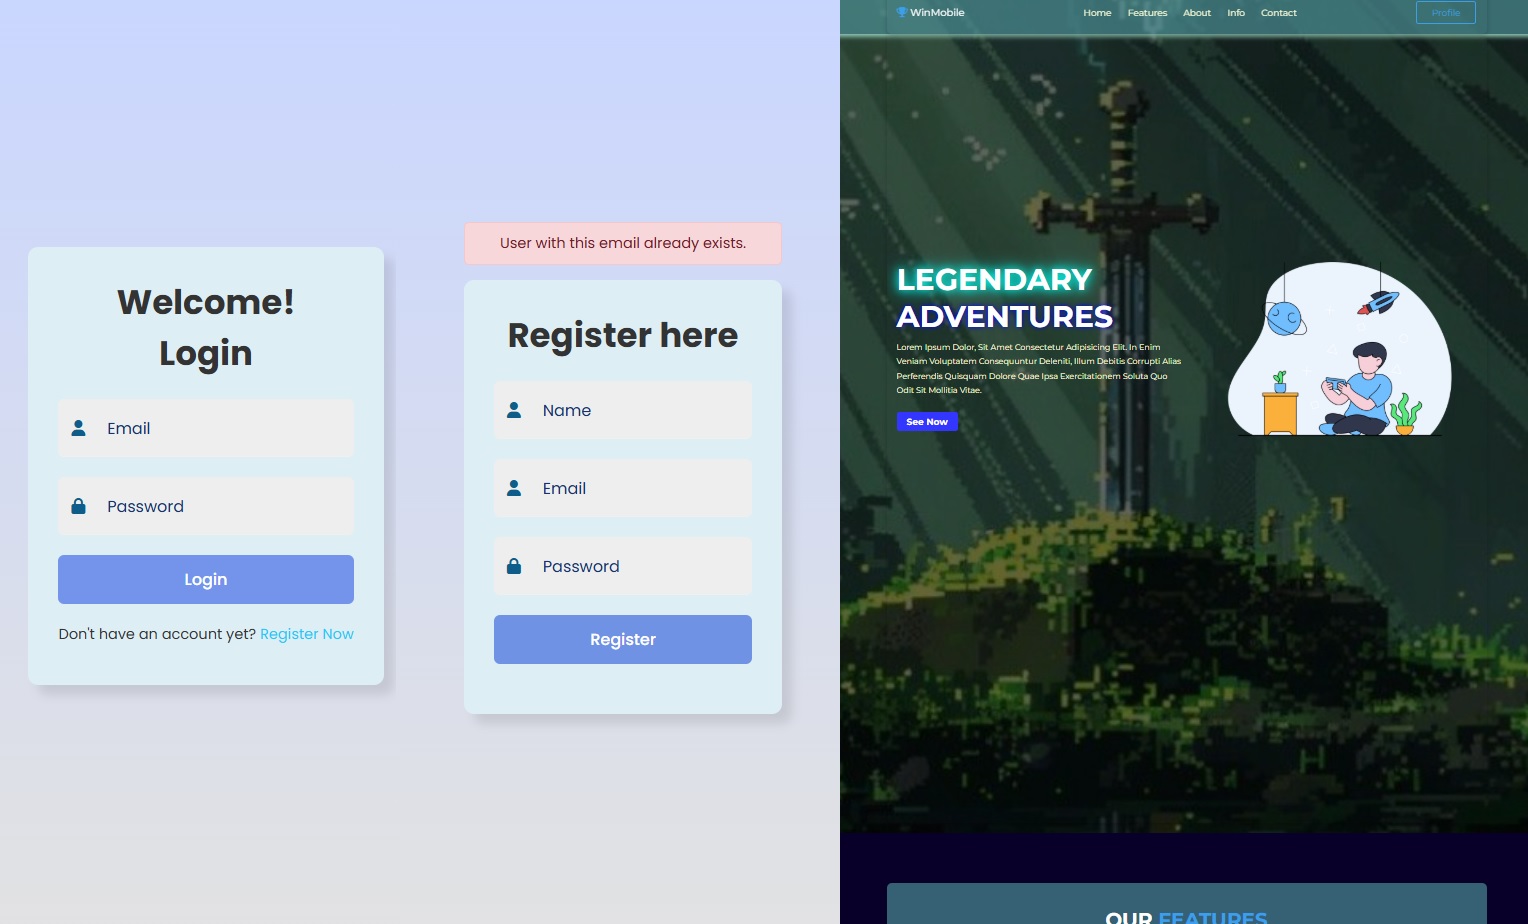 Welcome!
Login
Email
Password
Login
Don't have an account yet? Register Now
User with this email already exists.
Register here
Name
Email
Password
Register
WinMobile
Home Features About Info Contact
Profile
LEGENDARY
ADVENTURES
Lorem Ipsum Dolor, Sit Amet Consectetur Adipisicing Elit. In Enim
Veniam Voluptatem Consequuntur Deleniti, Illum Debitis Corrupti Alias
Perferendis Quisquam Dolore Quae Ipsa Exercitationem Soluta Quo
Odit Sit Mollitia Vitae.
See Now
OUR FEATURES